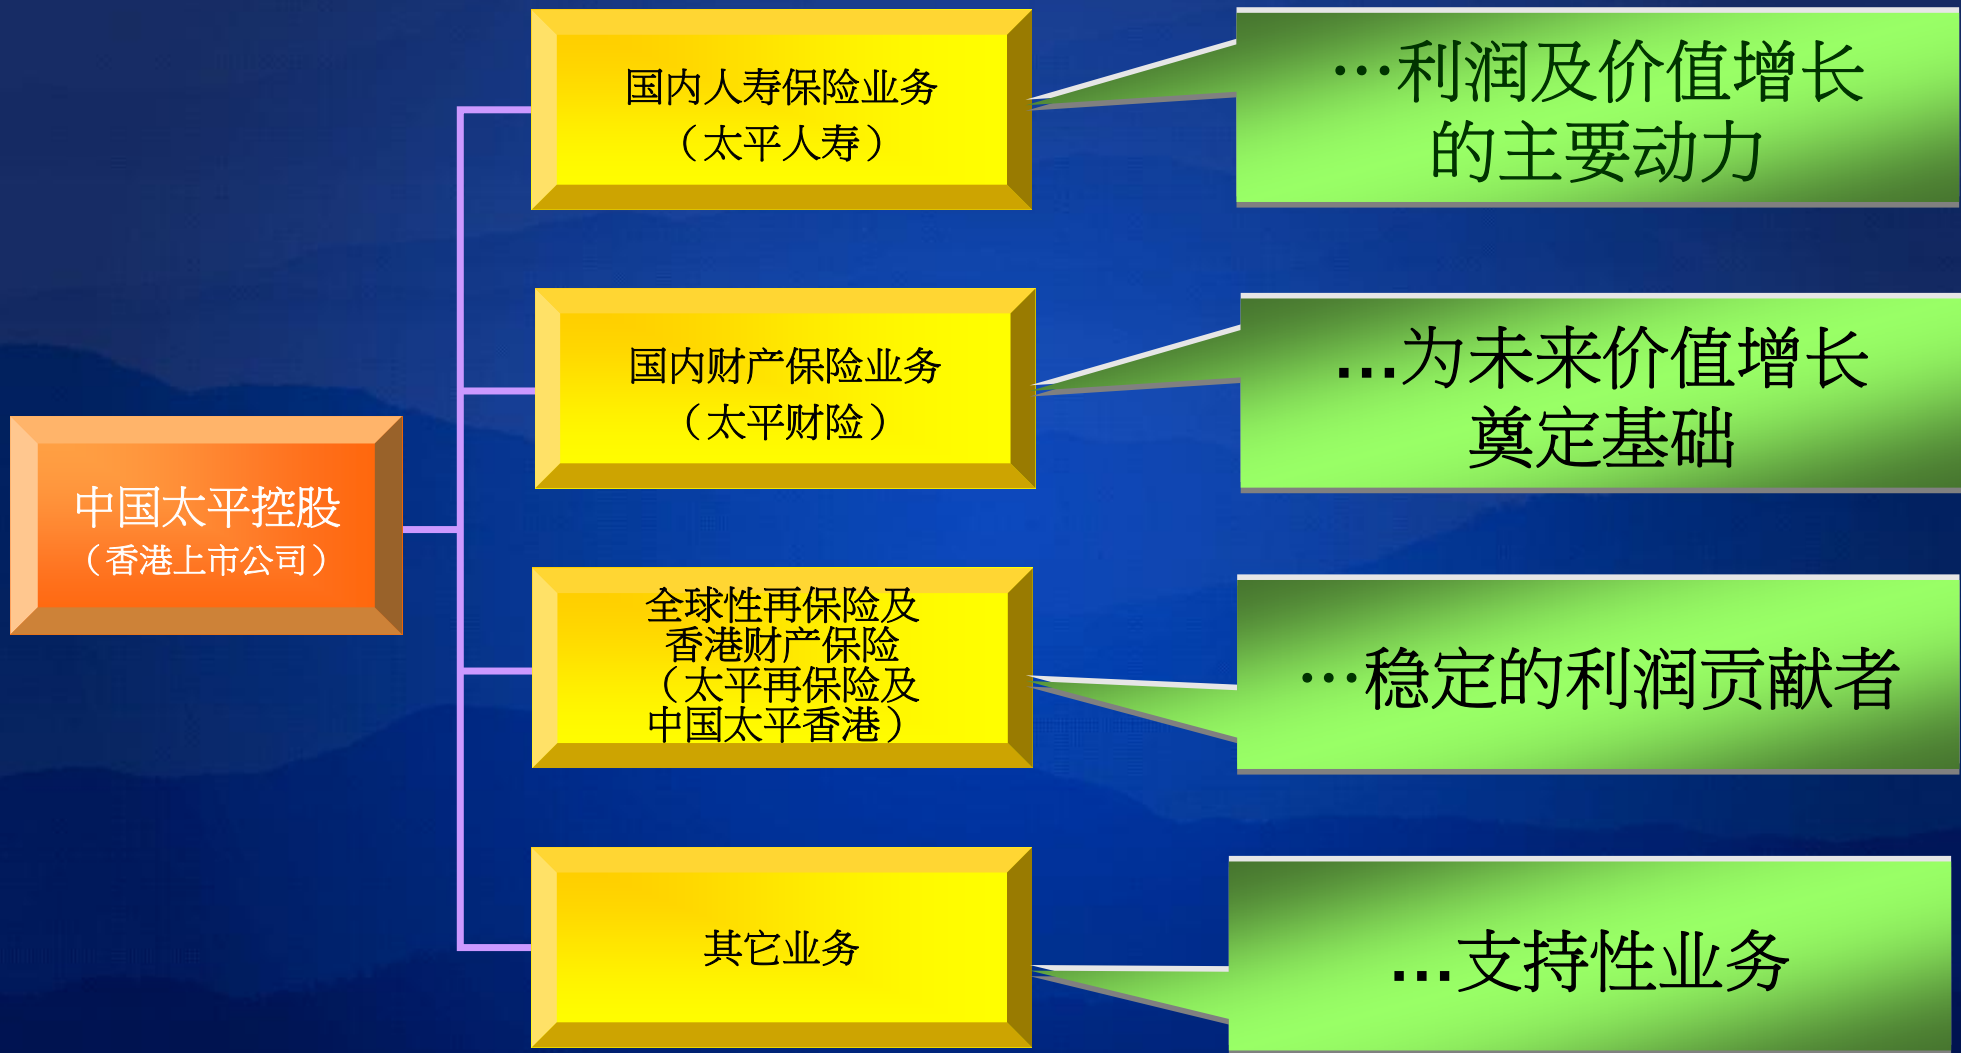 国内人寿保险业务
（太平人寿）
…利润及价值增长
的主要动力
国内财产保险业务
（太平财险）
...为未来价值增长
奠定基础
中国太平控股
（香港上市公司）
全球性再保险及
香港财产保险
（太平再保险及
中国太平香港）
…稳定的利润贡献者
其它业务
...支持性业务